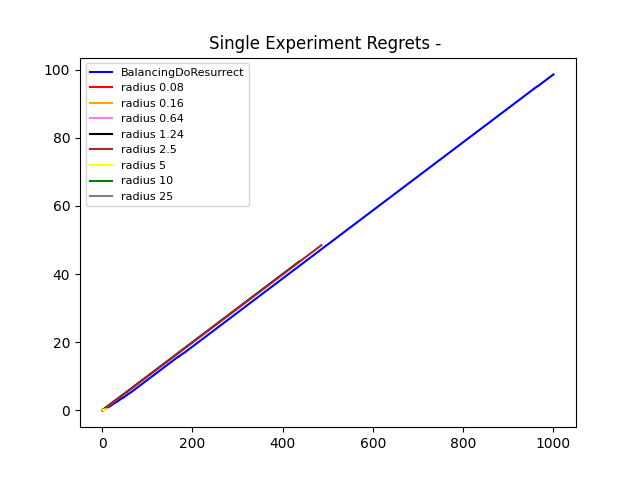 Single Experiment Regrets -
100
80
60
40
20
0
BalancingDoResurrect
radius 0.08
radius 0.16
radius 0.64
radius 1.24
radius 2.5
radius 5
radius 10
radius 25
0 200 400 600 800 1000